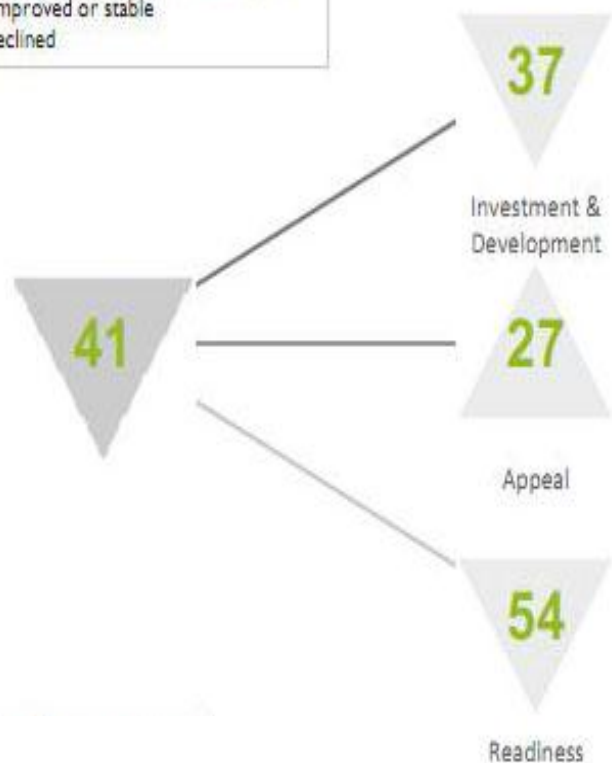 mproved or stable
eclined
37
Investment &
Development
41
27
Appeal
54
Readiness